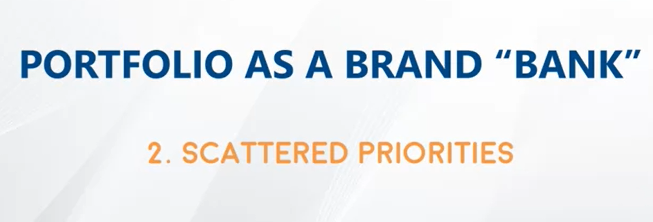 PORTFOLIO AS A BRAND “BANK”
2. SCATTERED PRIORITIES